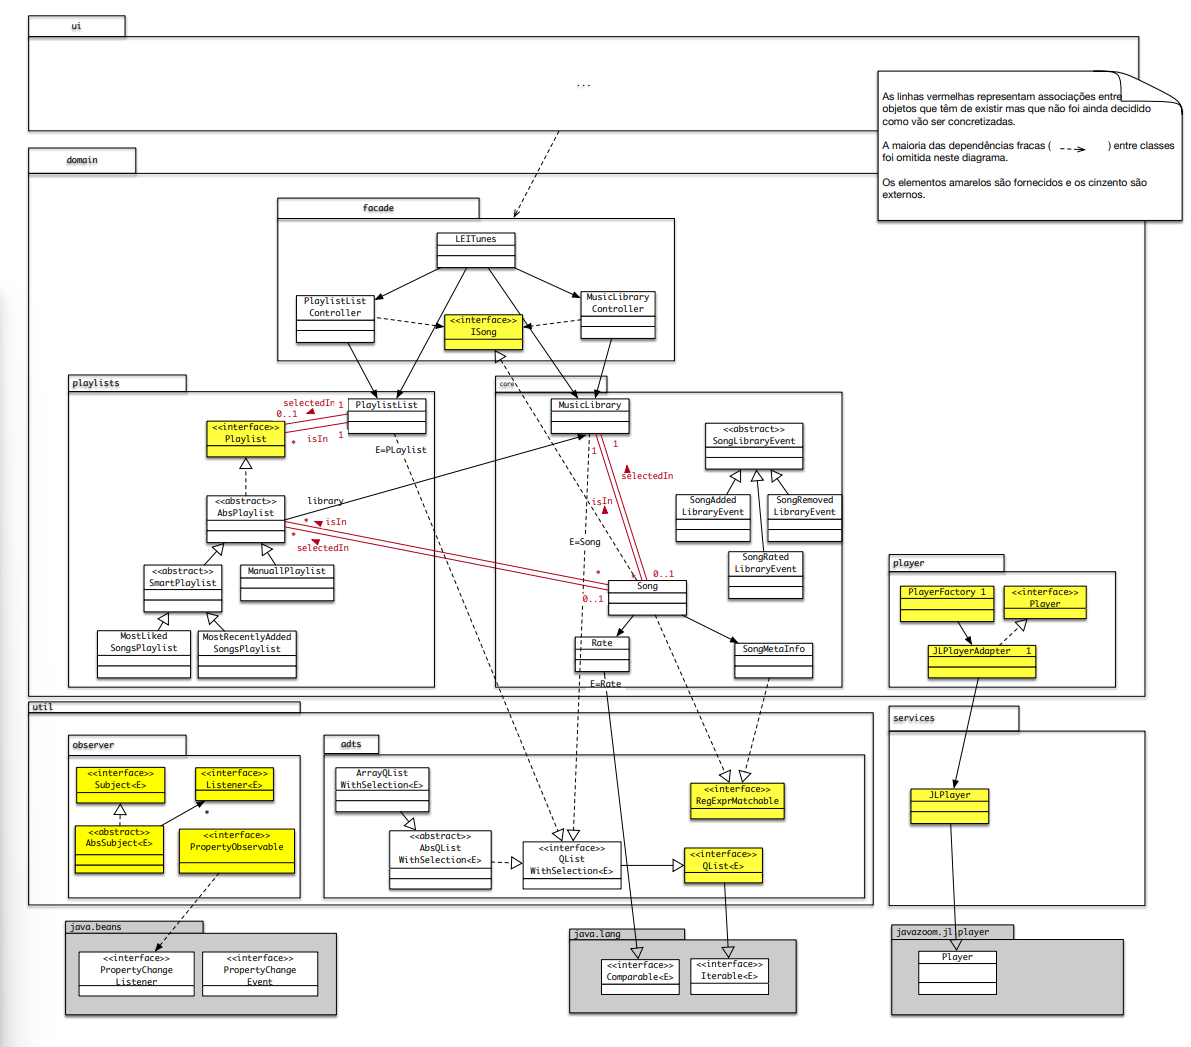 ui
...
As linhas vermelhas representam associações entre
objetos que têm de existir mas que não foi ainda decidido
como vão ser concretizadas.
A maioria das dependências fracas ( ) entre classes
foi omitida neste diagrama.
Os elementos amarelos são fornecidos e os cinzento são
externos.
domain
facade
LEITunes
PlaylistList
Controller
MusicLibrary
Controller
<<interface>>
ISong
playlists
selectedIn 1
0..1
PlaylistList
<<interface>>
Playlist
* isIn 1
E=PLaylist
<<abstract>>
AbsPlaylist
library
* isIn
*
selectedIn
<<abstract>>
SmartPlaylist
ManuallPlaylist
MostLiked
SongsPlaylist
MostRecentlyAdded
SongsPlaylist
core
MusicLibrary
1
1
selectedIn
isIn
E=Song
<<abstract>>
SongLibraryEvent
SongAdded
LibraryEvent
SongRemoved
LibraryEvent
SongRated
LibraryEvent
*
*
0..1
Song
0..1
Rate
SongMetaInfo
E=Rate
player
PlayerFactory 1
<<interface>>
Player
JLPlayerAdapter 1
util
observer
<<interface>>
Subject<E>
<<interface>>
Listener<E>
*
<<abstract>>
AbsSubject<E>
<<interface>>
PropertyObservable
adts
ArrayQList
WithSelection<E>
<<abstract>>
AbsQList
WithSelection<E>
<<interface>>
QList
WithSelection<E>
<<interface>>
RegExprMatchable
<<interface>>
QList<E>
services
JLPlayer
java.beans
<<interface>>
PropertyChange
Listener
<<interface>>
PropertyChange
Event
java.lang
<<interface>>
Comparable<E>
<<interface>>
Iterable<E>
javazoom.jl.player
Player